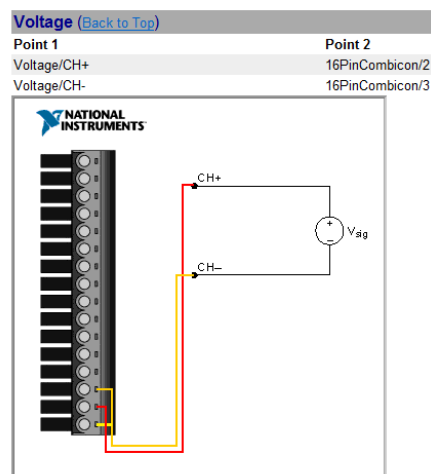 Voltage (Back to Top)
Point 1 Point 2
Voltage/CH+ 16PinCombicon/2
Voltage/CH- 16PinCombicon/3
NATIONAL
INSTRUMENTS
CH+
+
Vsig
−
CH−